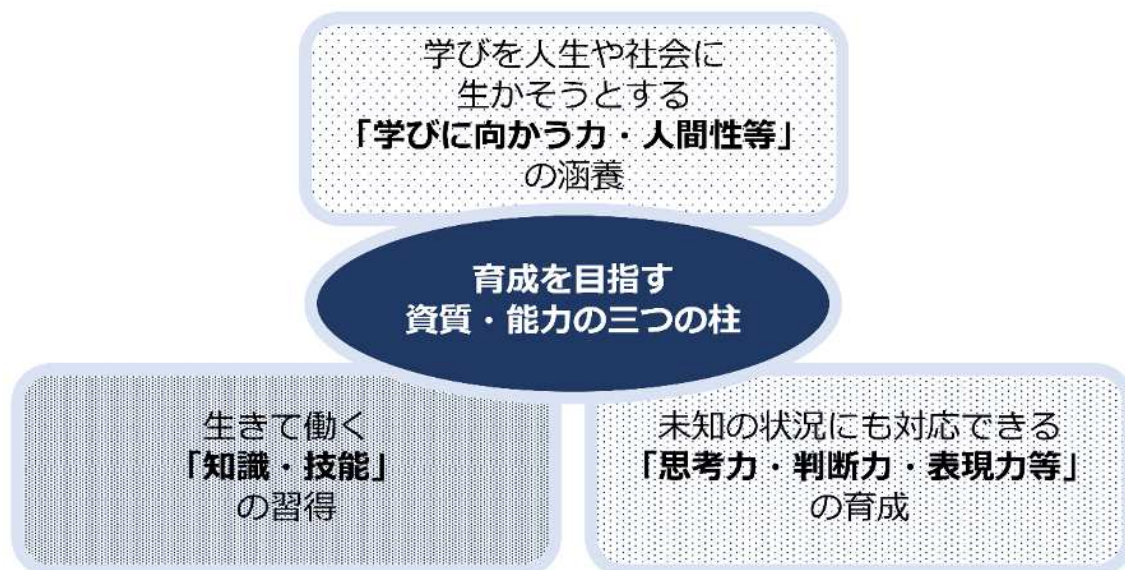 学びを人生や社会に
生かそうとする
「学びに向かう力・人間性等」
の涵養
育成を目指す
資質・能力の三つの柱
生きて働く
「知識・技能」
の習得
未知の状況にも対応できる
「思考力・判断力・表現力等」
の育成